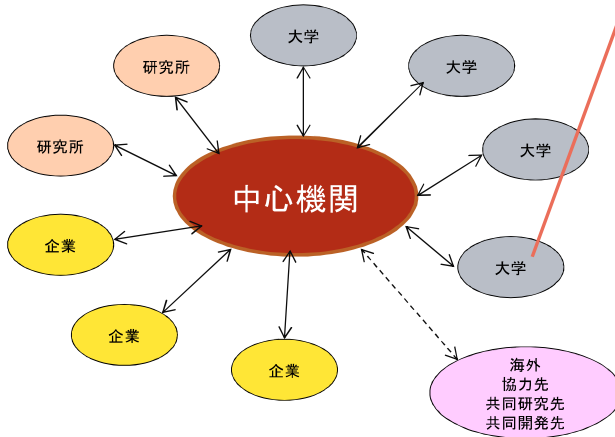 大学
研究所
大学
研究所
大学
中心機関
企業
大学
企業
企業
海外
協力先
共同研究先
共同開発先